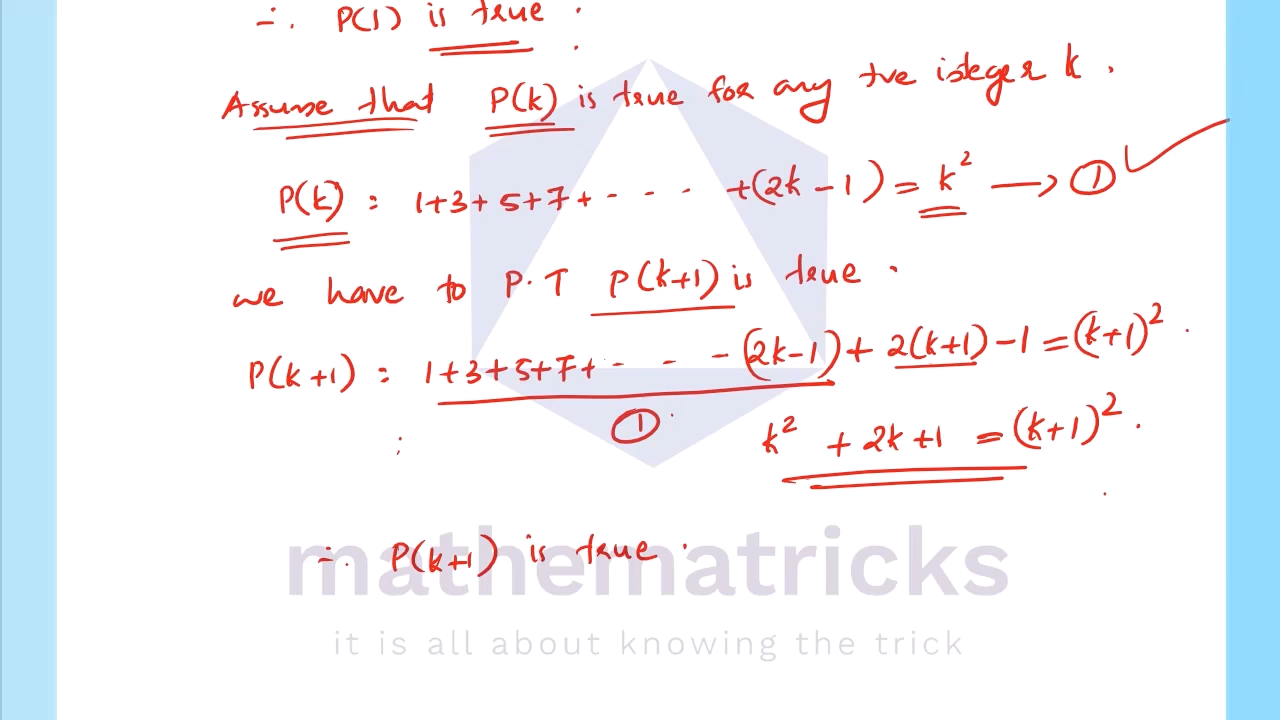 ∴ P(1) is true.
Assume that P(k) is true for any +ve integer k.
P(k) : 1+3+5+7+- - - - +(2k-1) = k² → ①
we have to P.T P(k+1) is true.
P(k+1) : 1+3+5+7+- - - -(2k-1)+ 2(k+1)-1 = (k+1)².
①
k² + 2k+1 = (k+1)².
∴ P(k+1) is true.
mathematricks
it is all about knowing the trick